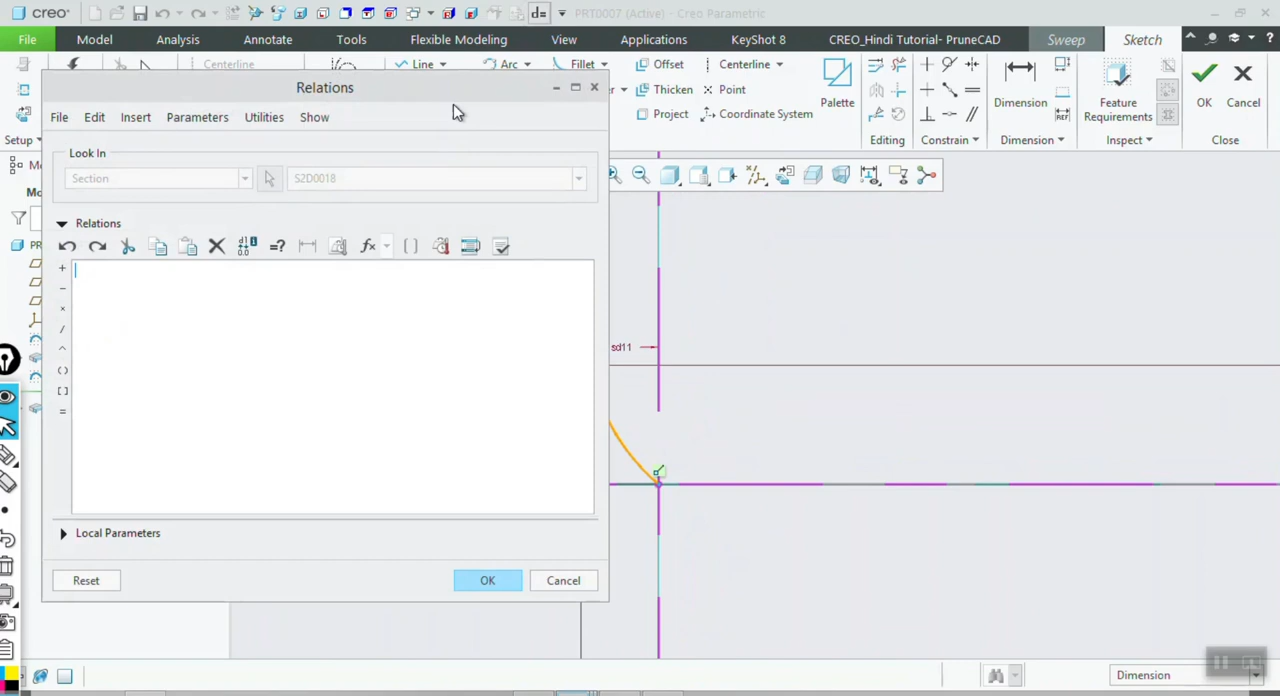 creo
PRT0007 (Active) - Creo Parametric
File
Model
Analysis
Annotate
Tools
Flexible Modeling
View
Applications
KeyShot 8
CREO_Hindi Tutorial- PruneCAD
Sweep
Sketch
Centerline
Line
Arc
Fillet
Offset
Centerline
Thicken
Point
Project
Coordinate System
Palette
Dimension
Feature
Requirements
OK
Cancel
Setup
Editing
Constrain
Dimension
Inspect
Close
Relations
File
Edit
Insert
Parameters
Utilities
Show
Look In
Section
S2D0018
Relations
+
-
×
/
^
()
[]
=
sd11
Local Parameters
Reset
OK
Cancel
Dimension